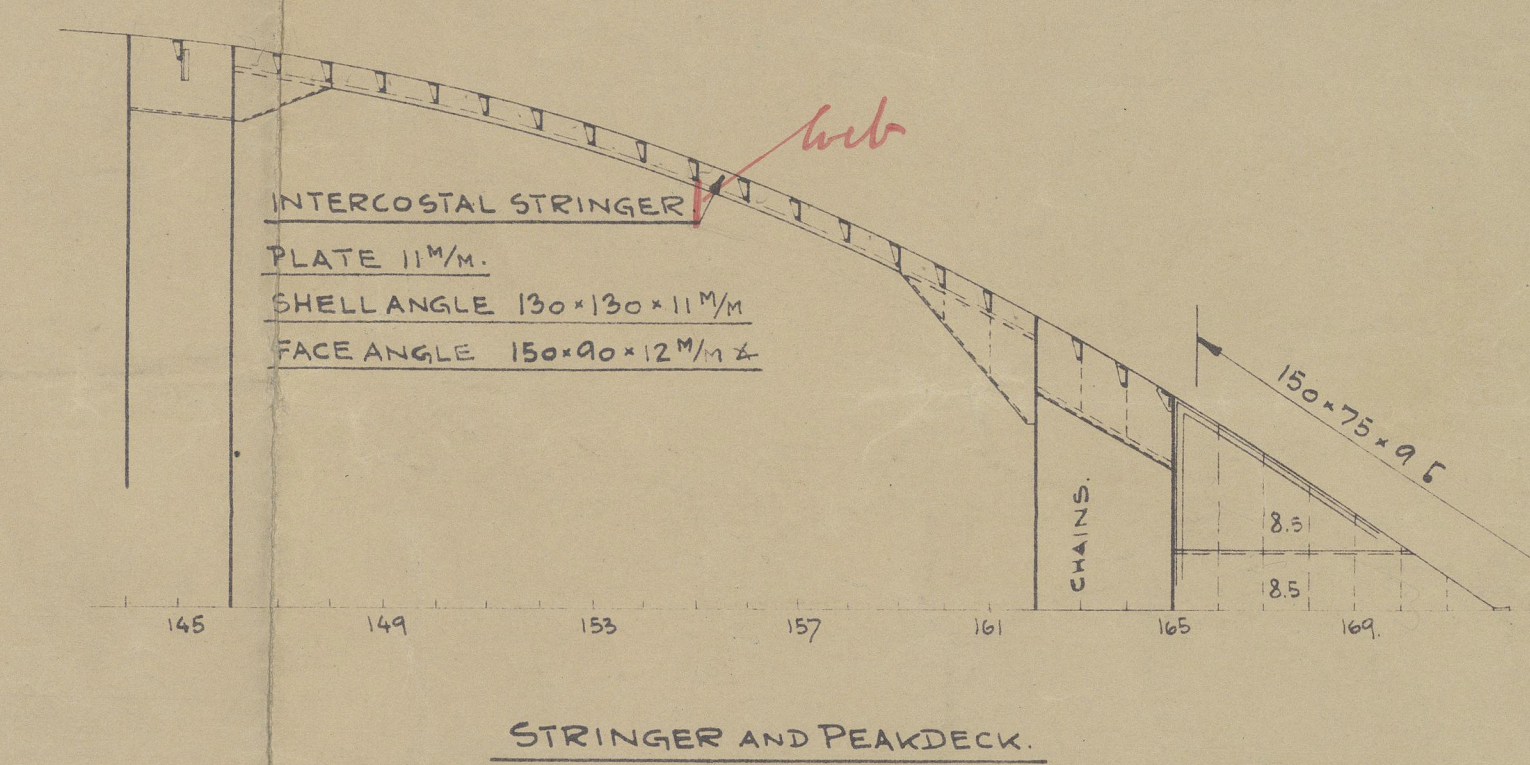 Web
INTERCOSTAL STRINGER.
PLATE 11 M/M.
SHELL ANGLE 130×130×11 M/M
FACE ANGLE 150×90×12 M/M
150×75×9
8.5
8.5
CHAINS.
145 149 153 157 161 165 169.
STRINGER AND PEAKDECK.